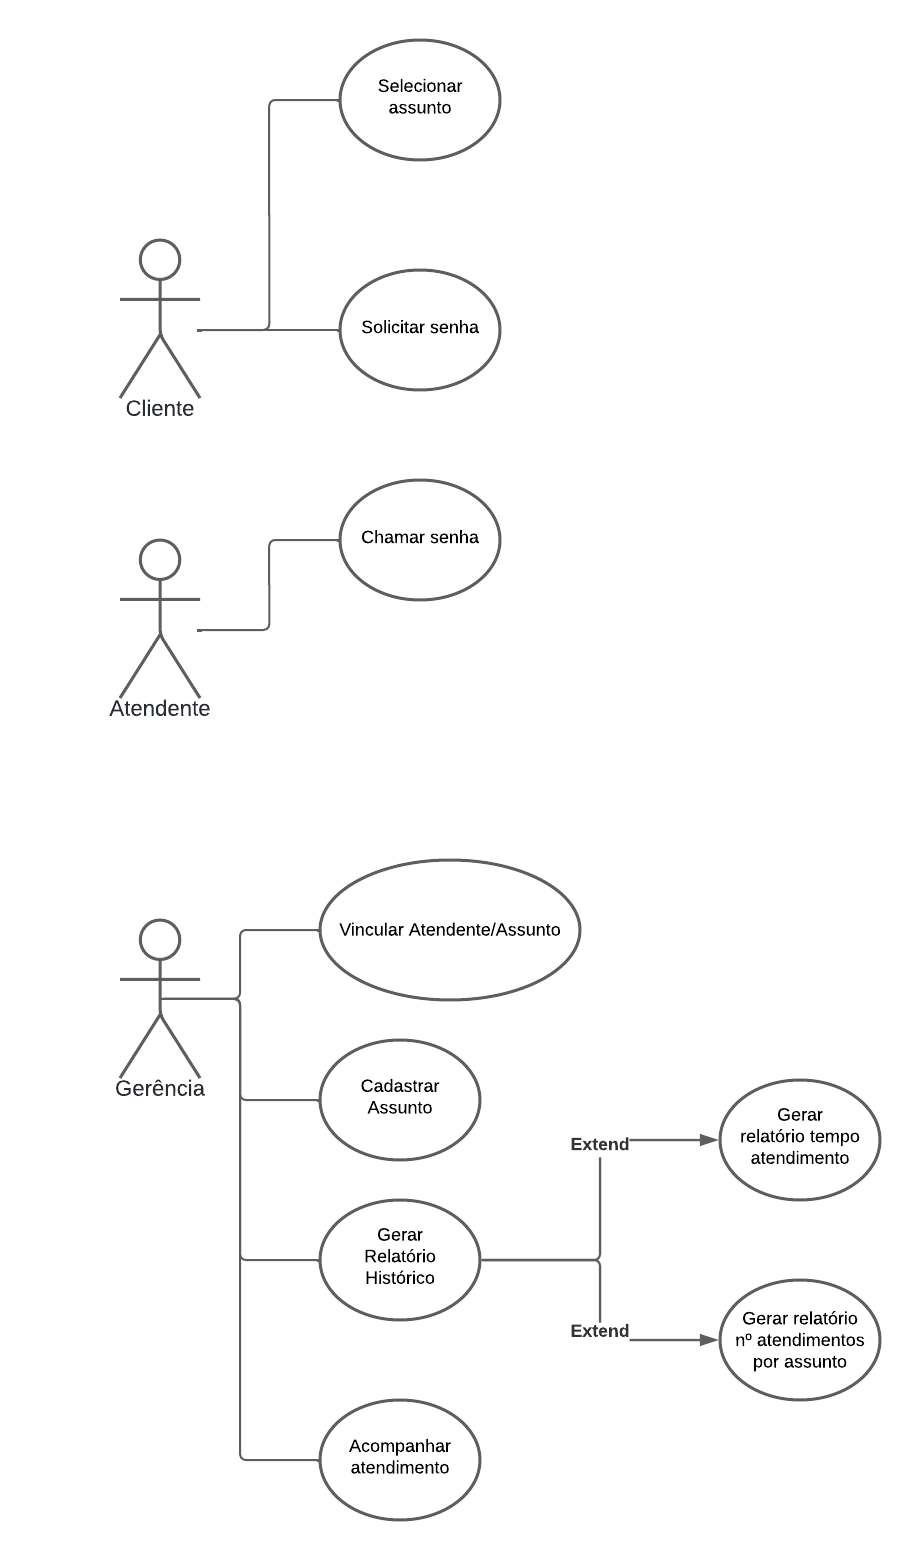 Selecionar
assunto
Solicitar senha
Cliente
Chamar senha
Atendente
Vincular Atendente/Assunto
Gerência
Cadastrar
Assunto
Gerar
relatório tempo
atendimento
Extend
Gerar
Relatório
Histórico
Extend
Gerar relatório
nº atendimentos
por assunto
Acompanhar
atendimento